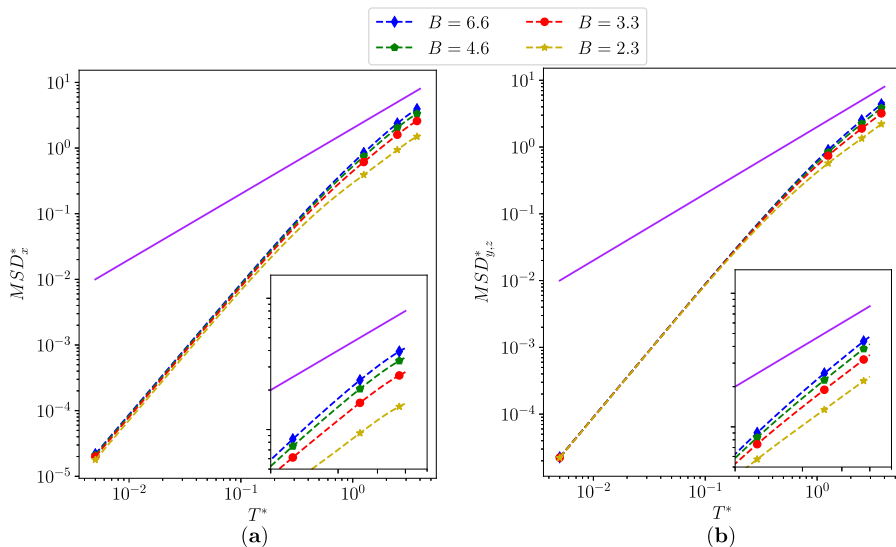 B = 6.6
B = 3.3
B = 4.6
B = 2.3
10^1
10^0
10^-1
10^-2
10^-3
10^-4
10^-5
MSD*_x
10^-2
10^-1
10^0
T*
(a)
10^1
10^0
10^-1
10^-2
10^-3
10^-4
MSD*_{y,z}
10^-2
10^-1
10^0
T*
(b)